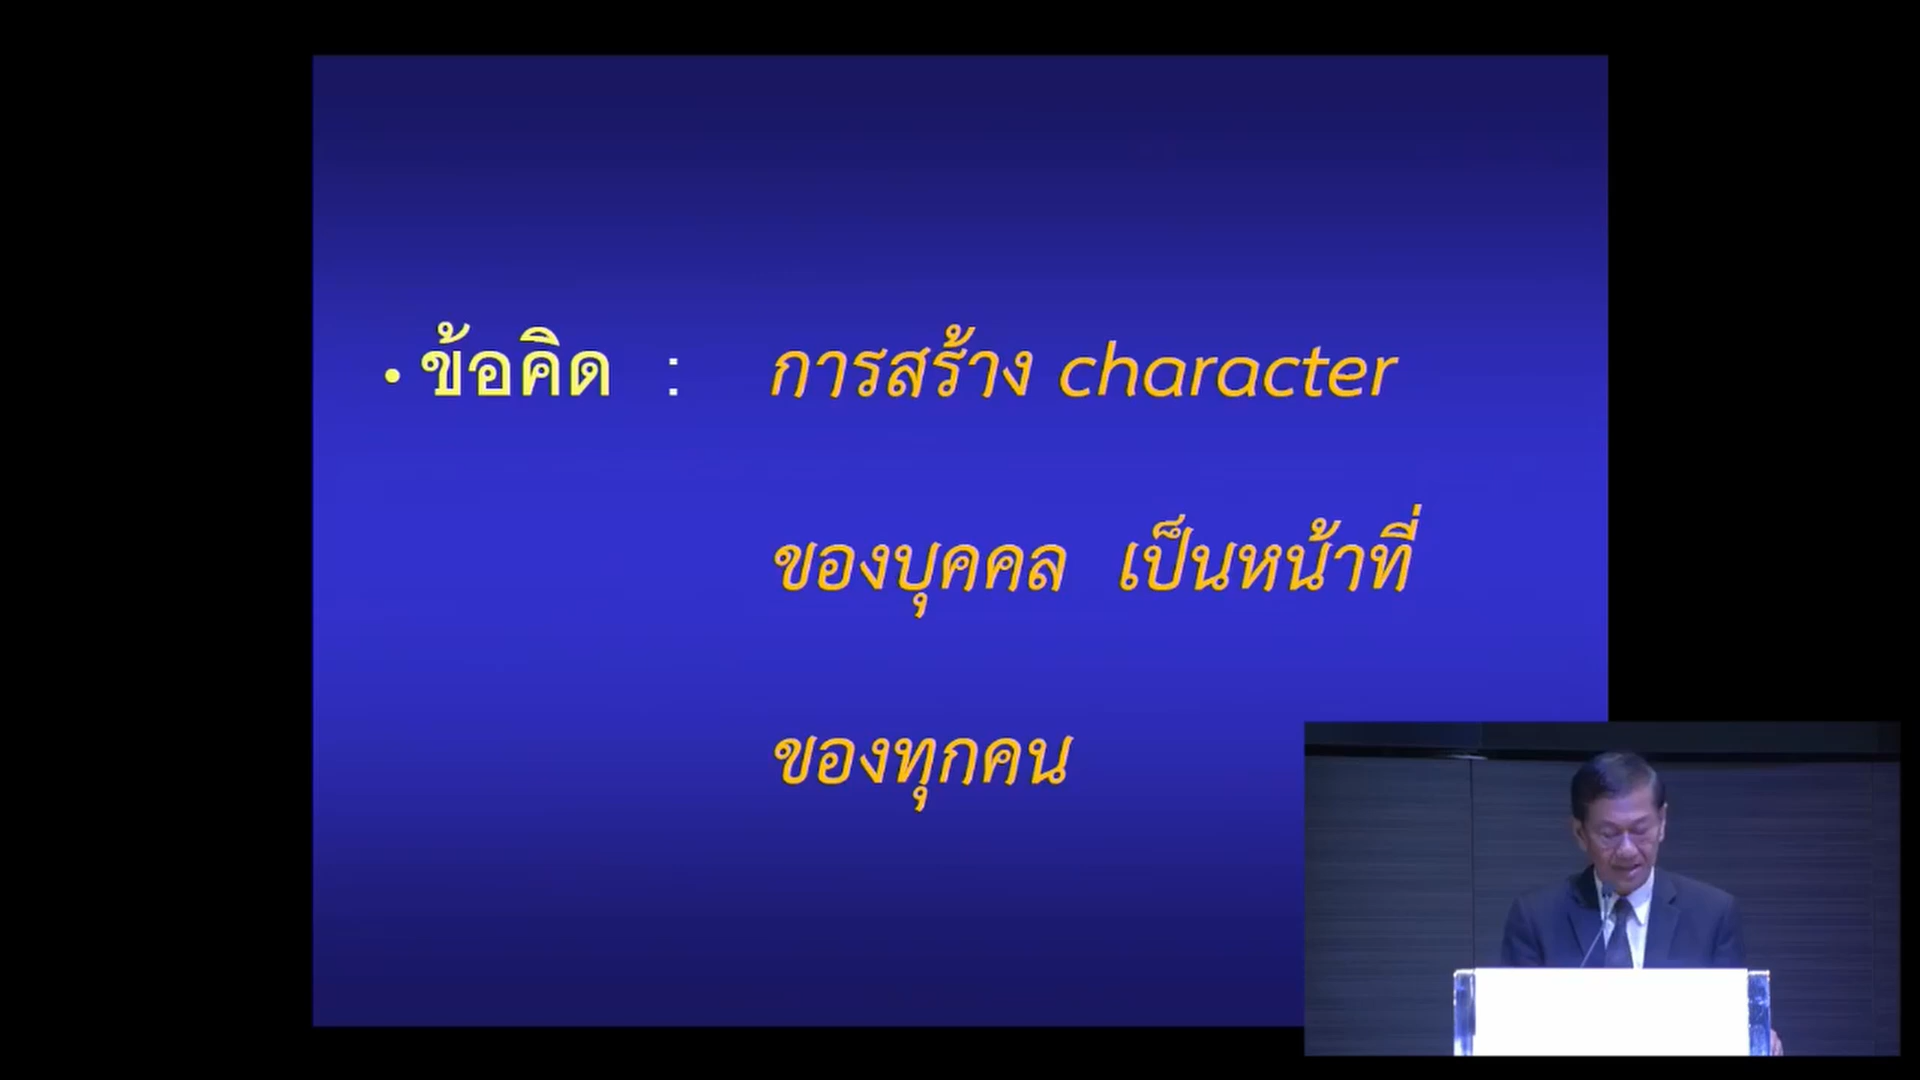 • ข้อคิด : การสร้าง character
ของบุคคล เป็นหน้าที่
ของทุกคน